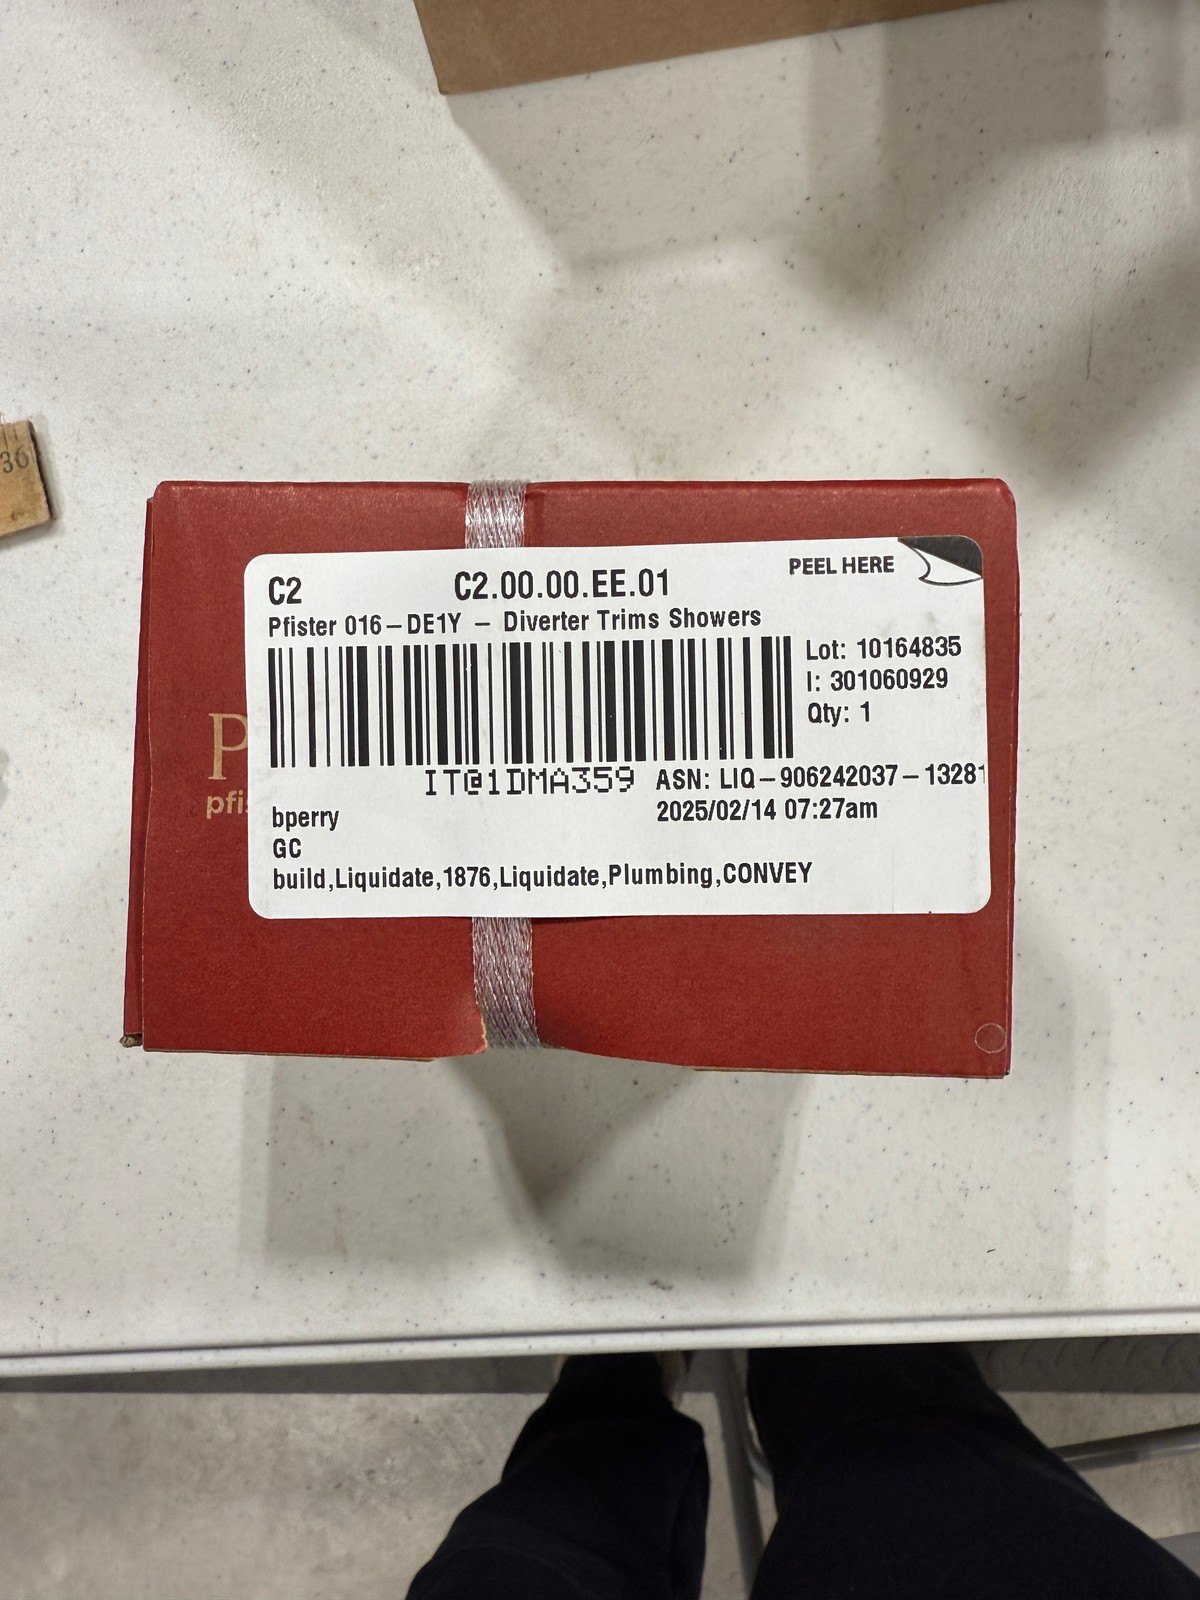 36
C2 C2.00.00.EE.01 PEEL HERE
Pfister 016-DE1Y - Diverter Trims Showers
Lot: 10164835
I: 301060929
Qty: 1
IT@1DMA359 ASN: LIQ-906242037-13281
bperry 2025/02/14 07:27am
GC
build,Liquidate,1876,Liquidate,Plumbing,CONVEY
P
pfis